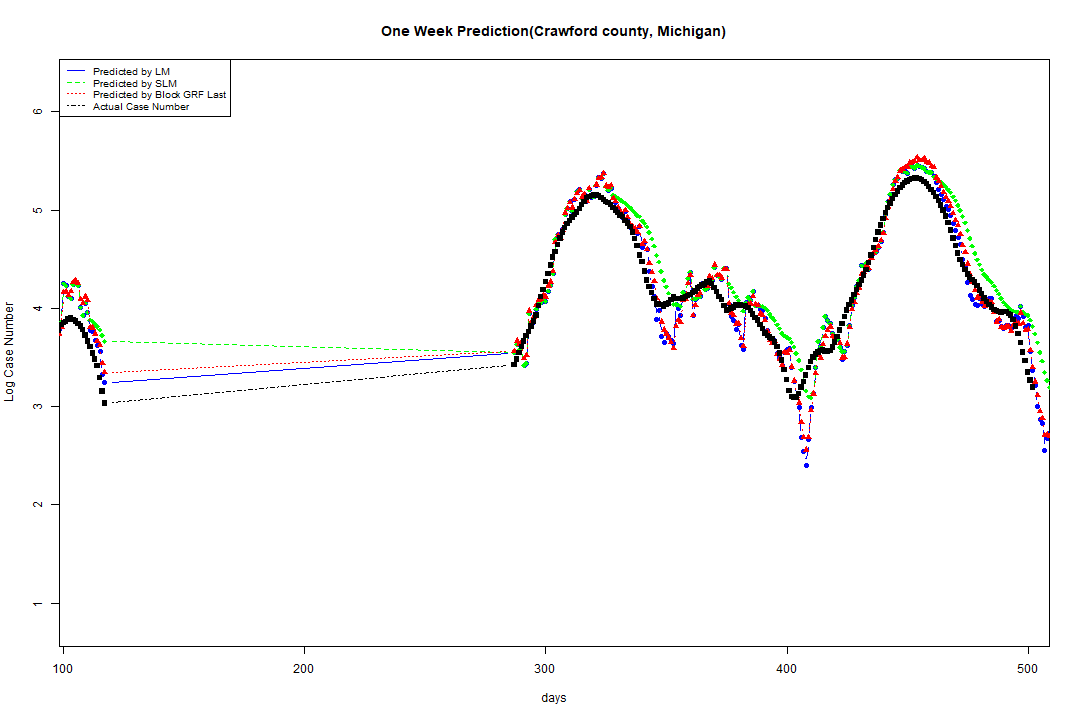 One Week Prediction(Crawford county, Michigan)
Predicted by LM
Predicted by SLM
Predicted by Block GRF Last
Actual Case Number
Log Case Number
6
5
4
3
2
1
100
200
300
400
500
days